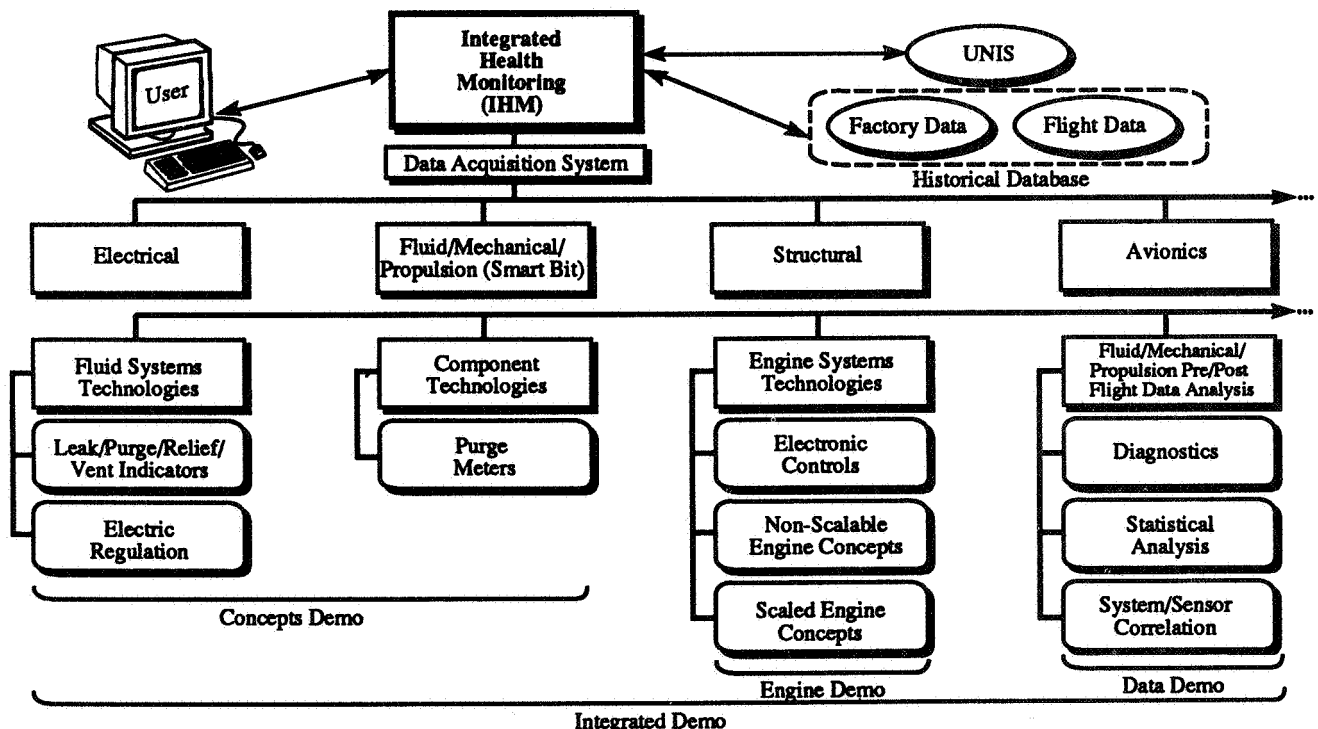 Integrated
Health
Monitoring
(IHM)
User
UNIS
Factory Data
Flight Data
Historical Database
Data Acquisition System
...
Electrical
Fluid/Mechanical/
Propulsion (Smart Bit)
Structural
Avionics
...
Fluid Systems
Technologies
Component
Technologies
Engine Systems
Technologies
Fluid/Mechanical/
Propulsion Pre/Post
Flight Data Analysis
Leak/Purge/Relief/
Vent Indicators
Purge
Meters
Electronic
Controls
Diagnostics
Electric
Regulation
Non-Scalable
Engine Concepts
Statistical
Analysis
Scaled Engine
Concepts
System/Sensor
Correlation
Concepts Demo
Engine Demo
Data Demo
Integrated Demo